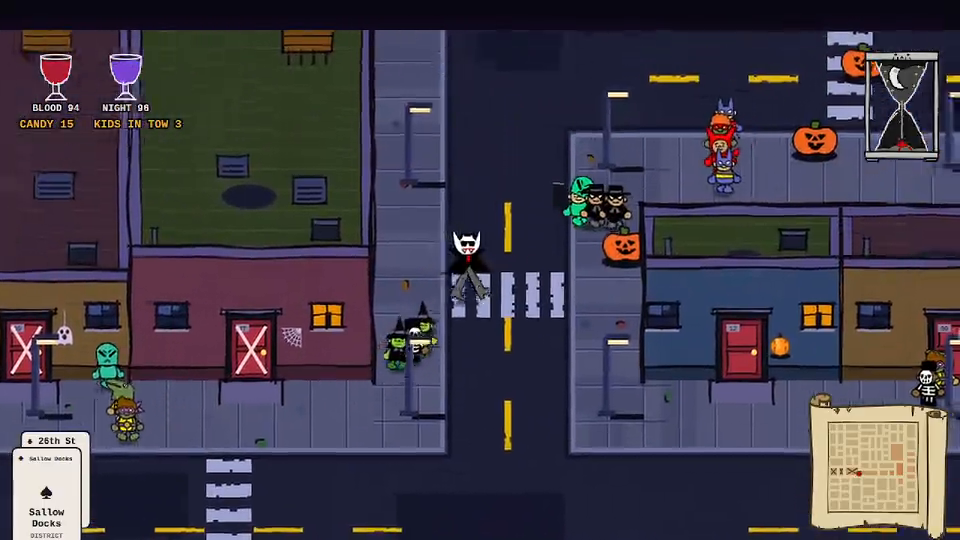 BLOOD 94
NIGHT 96
CANDY 15
KIDS IN TOW 3
26th St
Sallow Docks
Sallow
Docks
DISTRICT